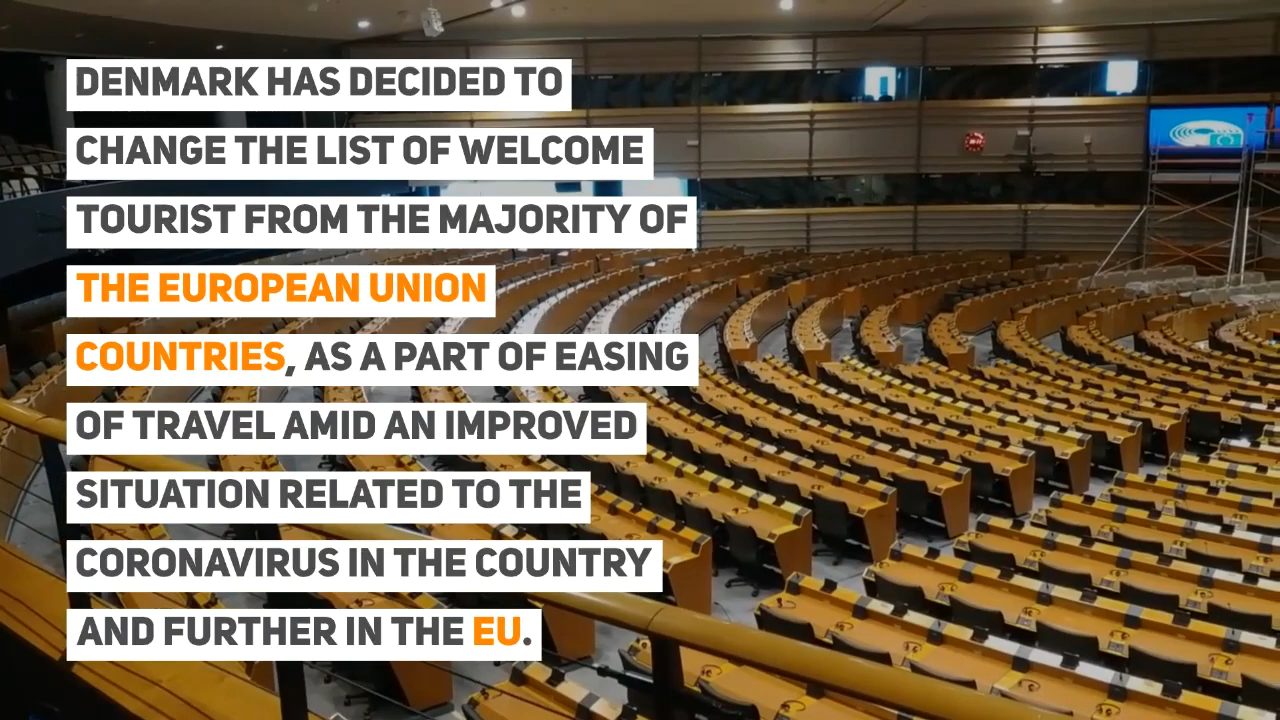 DENMARK HAS DECIDED TO
CHANGE THE LIST OF WELCOME
TOURIST FROM THE MAJORITY OF
THE EUROPEAN UNION
COUNTRIES, AS A PART OF EASING
OF TRAVEL AMID AN IMPROVED
SITUATION RELATED TO THE
CORONAVIRUS IN THE COUNTRY
AND FURTHER IN THE EU.